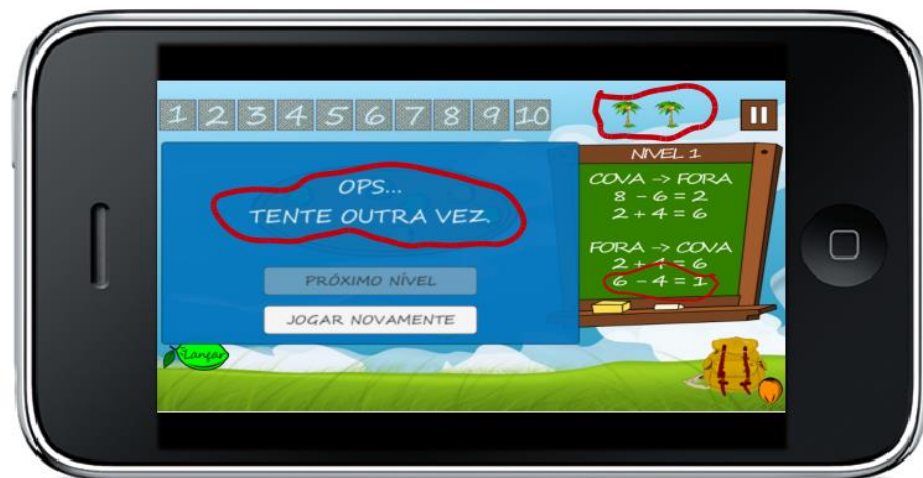 1 2 3 4 5 6 7 8 9 10
OPS...
TENTE OUTRA VEZ.
PRÓXIMO NÍVEL
JOGAR NOVAMENTE
NIVEL 1
COVA -> FORA
8 - 6 = 2
2 + 4 = 6
FORA -> COVA
2 + 4 = 6
6 - 4 = 1
Lançar